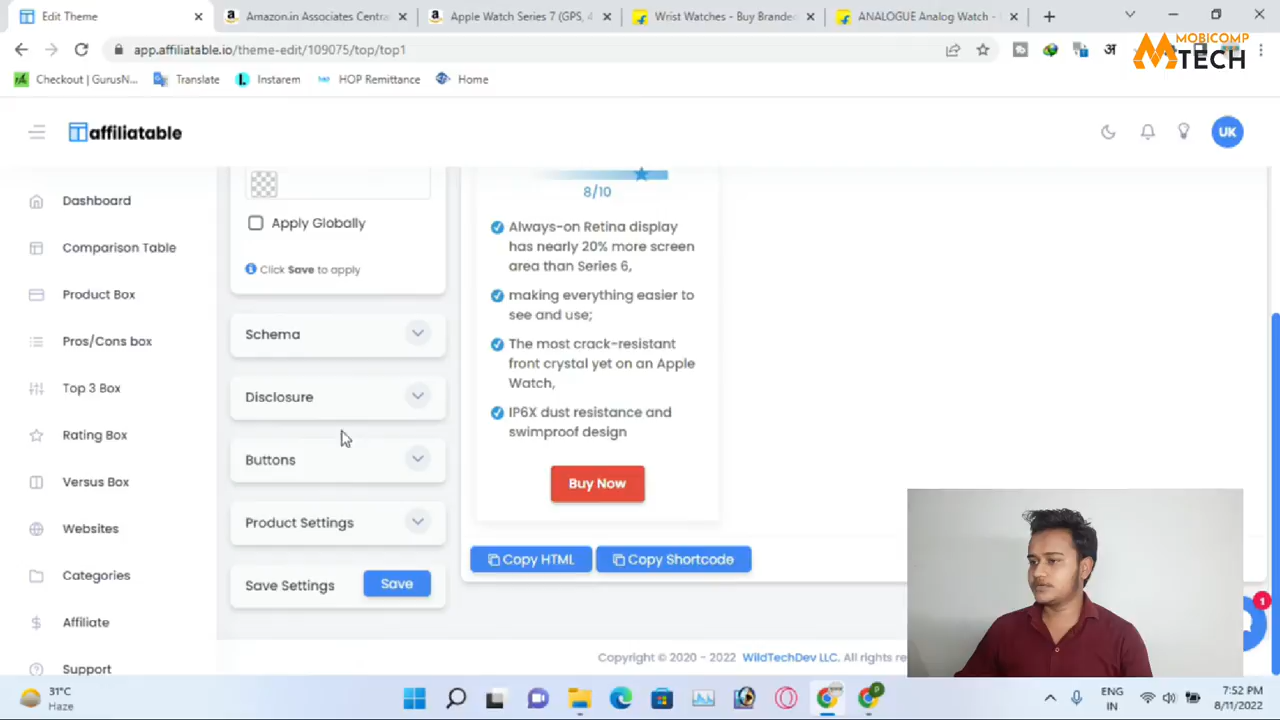 Edit Theme
Amazon.in Associates Centra
Apple Watch Series 7 (GPS, 4
Wrist Watches - Buy Brande
ANALOGUE Analog Watch -
app.affiliatable.io/theme-edit/109075/top/top1
अ
MOBICOMP
TECH
Checkout | GurusN...
Translate
Instarem
HOP Remittance
Home
affiliatable
UK
Dashboard
Comparison Table
Product Box
Pros/Cons box
Top 3 Box
Rating Box
Versus Box
Websites
Categories
Affiliate
Support
Apply Globally
Click Save to apply
Schema
Disclosure
Buttons
Product Settings
Save Settings
Save
8/10
Always-on Retina display
has nearly 20% more screen
area than Series 6,
making everything easier to
see and use;
The most crack-resistant
front crystal yet on an Apple
Watch,
IP6X dust resistance and
swimproof design
Buy Now
Copy HTML
Copy Shortcode
1
Copyright © 2020 - 2022 WildTechDev LLC. All rights re
31°C
Haze
ENG
IN
7:52 PM
8/11/2022